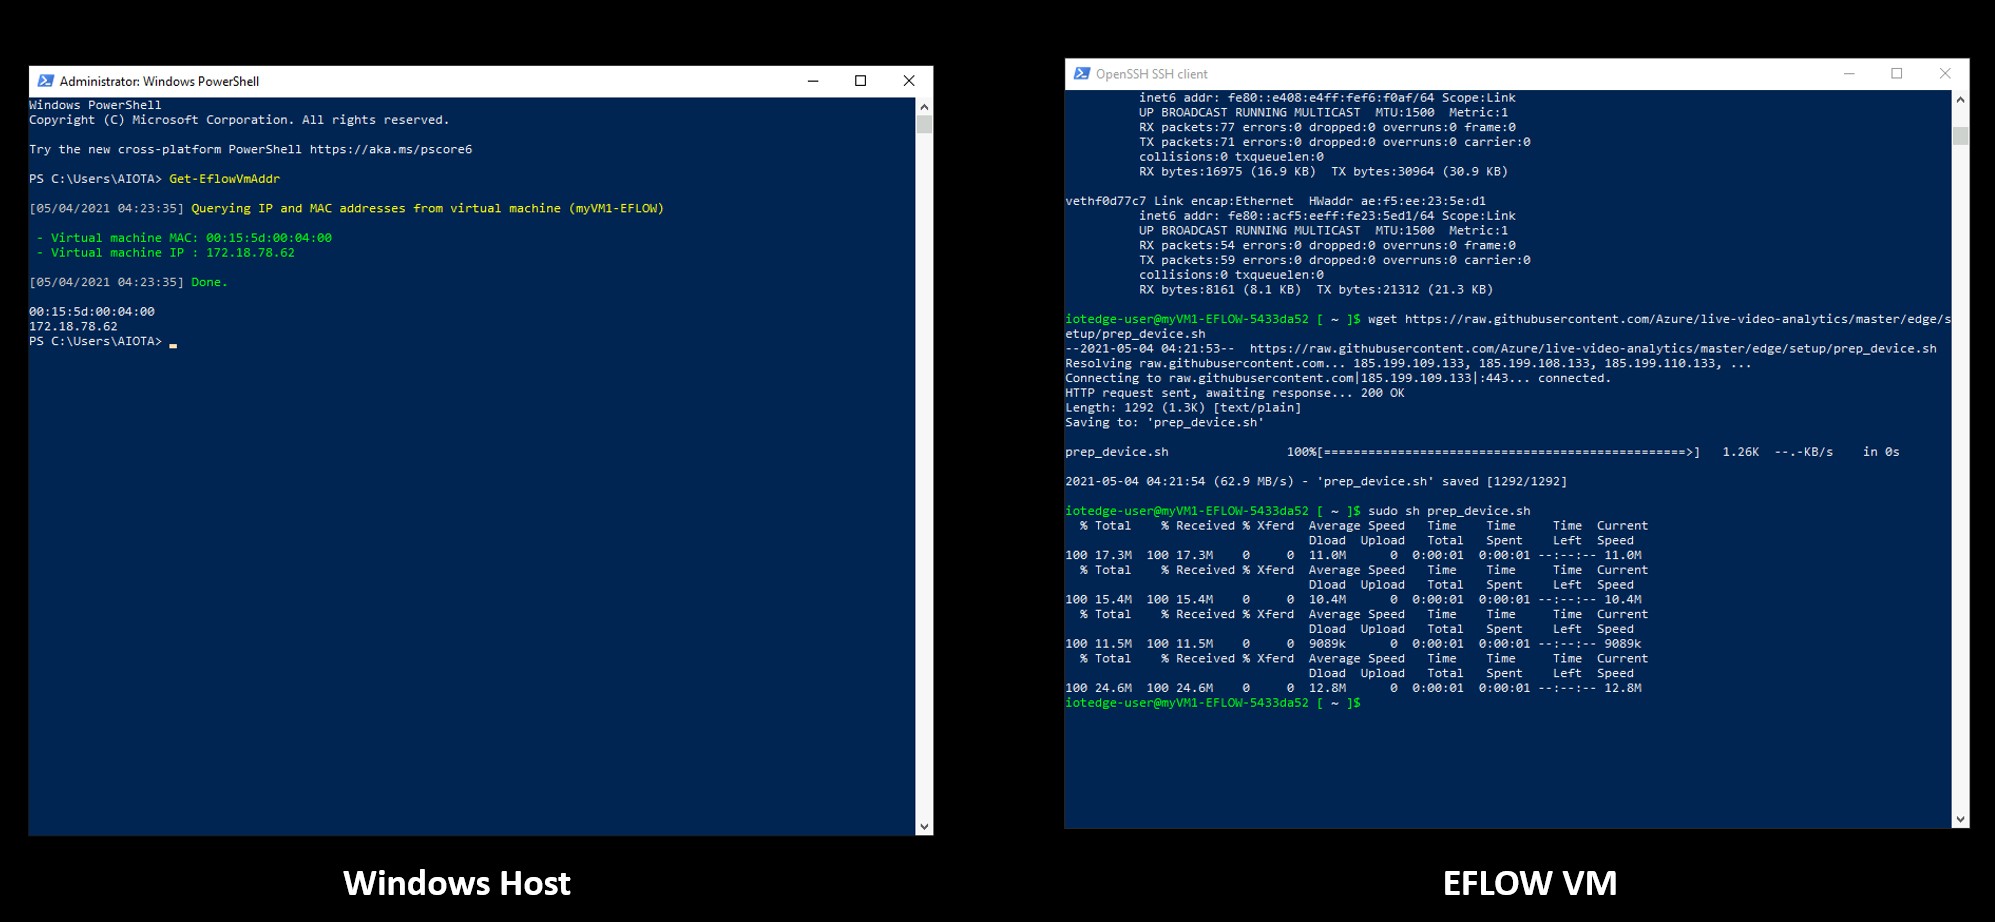 Administrator: Windows PowerShell
Windows PowerShell
Copyright (C) Microsoft Corporation. All rights reserved.
Try the new cross-platform PowerShell https://aka.ms/pscore6
PS C:\Users\AIOTA> Get-EflowVmAddr
[05/04/2021 04:23:35] Querying IP and MAC addresses from virtual machine (myVM1-EFLOW)
- Virtual machine MAC: 00:15:5d:00:04:00
- Virtual machine IP : 172.18.78.62
[05/04/2021 04:23:35] Done.
00:15:5d:00:04:00
172.18.78.62
PS C:\Users\AIOTA>
Windows Host
OpenSSH SSH client
inet6 addr: fe80::e408:e4ff:fef6:f0af/64 Scope:Link
UP BROADCAST RUNNING MULTICAST  MTU:1500  Metric:1
RX packets:77 errors:0 dropped:0 overruns:0 frame:0
TX packets:71 errors:0 dropped:0 overruns:0 carrier:0
collisions:0 txqueuelen:0
RX bytes:16975 (16.9 KB)  TX bytes:30964 (30.9 KB)
vethf0d77c7 Link encap:Ethernet  HWaddr ae:f5:ee:23:5e:d1
inet6 addr: fe80::acf5:eeff:fe23:5ed1/64 Scope:Link
UP BROADCAST RUNNING MULTICAST  MTU:1500  Metric:1
RX packets:54 errors:0 dropped:0 overruns:0 frame:0
TX packets:59 errors:0 dropped:0 overruns:0 carrier:0
collisions:0 txqueuelen:0
RX bytes:8161 (8.1 KB)  TX bytes:21312 (21.3 KB)
iotedge-user@myVM1-EFLOW-5433da52 [ ~ ]$ wget https://raw.githubusercontent.com/Azure/live-video-analytics/master/edge/s
etup/prep_device.sh
--2021-05-04 04:21:53--  https://raw.githubusercontent.com/Azure/live-video-analytics/master/edge/setup/prep_device.sh
Resolving raw.githubusercontent.com... 185.199.109.133, 185.199.108.133, 185.199.110.133, ...
Connecting to raw.githubusercontent.com|185.199.109.133|:443... connected.
HTTP request sent, awaiting response... 200 OK
Length: 1292 (1.3K) [text/plain]
Saving to: 'prep_device.sh'
prep_device.sh 100%[=================================================>] 1.26K --.-KB/s in 0s
2021-05-04 04:21:54 (62.9 MB/s) - 'prep_device.sh' saved [1292/1292]
iotedge-user@myVM1-EFLOW-5433da52 [ ~ ]$ sudo sh prep_device.sh
% Total % Received % Xferd Average Speed Time Time Time Current
Dload Upload Total Spent Left Speed
100 17.3M 100 17.3M 0 0 11.0M 0 0:00:01 0:00:01 --:--:-- 11.0M
% Total % Received % Xferd Average Speed Time Time Time Current
Dload Upload Total Spent Left Speed
100 15.4M 100 15.4M 0 0 10.4M 0 0:00:01 0:00:01 --:--:-- 10.4M
% Total % Received % Xferd Average Speed Time Time Time Current
Dload Upload Total Spent Left Speed
100 11.5M 100 11.5M 0 0 9089k 0 0:00:01 0:00:01 --:--:-- 9089k
% Total % Received % Xferd Average Speed Time Time Time Current
Dload Upload Total Spent Left Speed
100 24.6M 100 24.6M 0 0 12.8M 0 0:00:01 0:00:01 --:--:-- 12.8M
iotedge-user@myVM1-EFLOW-5433da52 [ ~ ]$
EFLOW VM